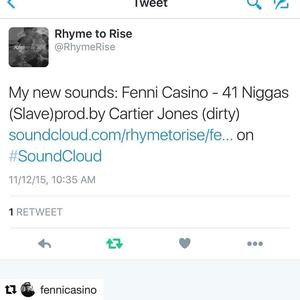 Tweet
Rhyme to Rise
@RhymeRise
My new sounds: Fenni Casino - 41 Niggas
(Slave)prod.by Cartier Jones (dirty)
soundcloud.com/rhymetorise/fe... on
#SoundCloud
11/12/15, 10:35 AM
1 RETWEET
fennicasino